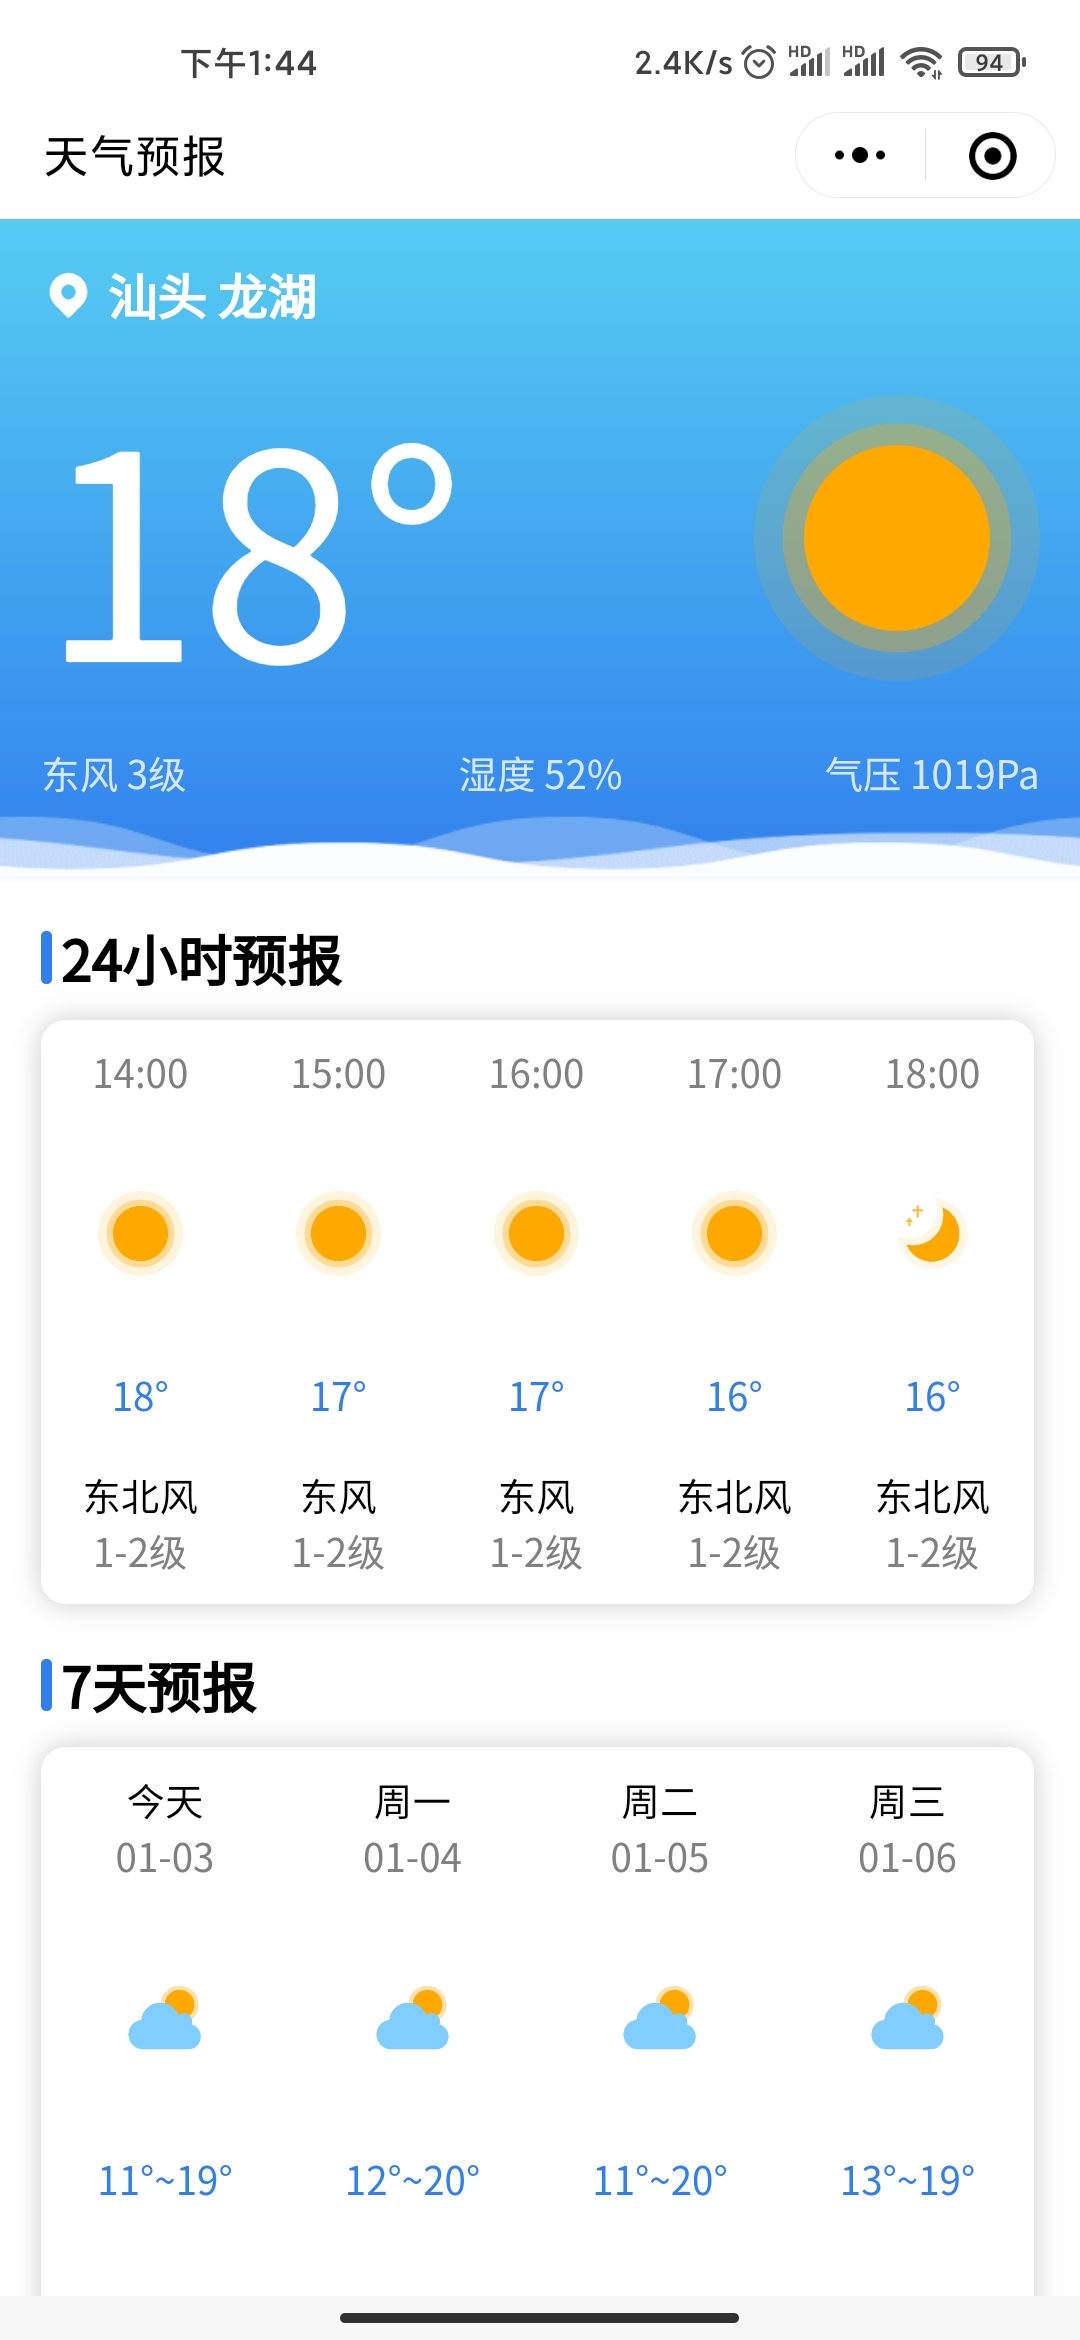 下午1:44 2.4K/s HD HD 94
天气预报
汕头 龙湖
18°
东风 3级 湿度 52% 气压 1019Pa
24小时预报
14:00 15:00 16:00 17:00 18:00
18° 17° 17° 16° 16°
东北风 东风 东风 东北风 东北风
1-2级 1-2级 1-2级 1-2级 1-2级
7天预报
今天 周一 周二 周三
01-03 01-04 01-05 01-06
11°~19° 12°~20° 11°~20° 13°~19°